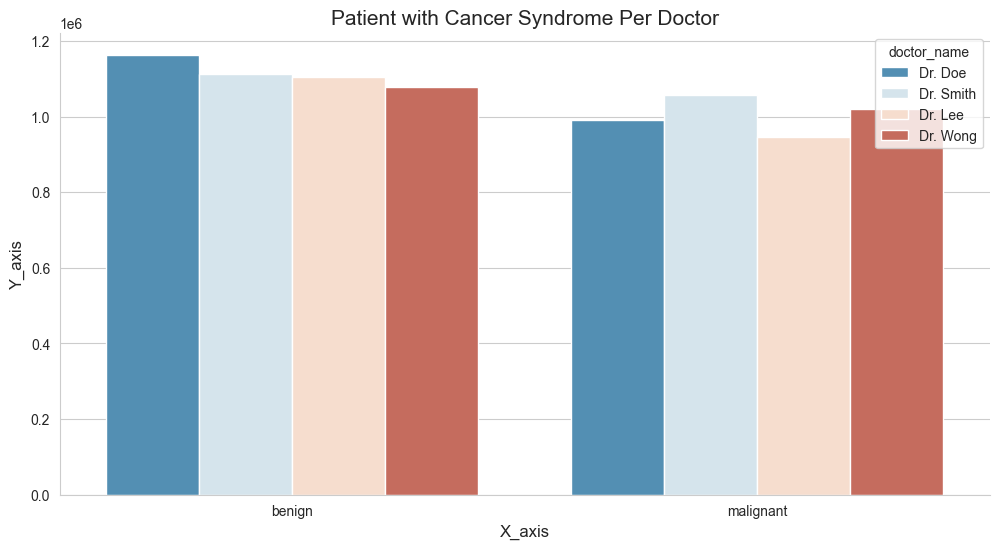 Patient with Cancer Syndrome Per Doctor
1e6
1.2
1.0
0.8
0.6
0.4
0.2
0.0
Y_axis
doctor_name
Dr. Doe
Dr. Smith
Dr. Lee
Dr. Wong
benign
malignant
X_axis